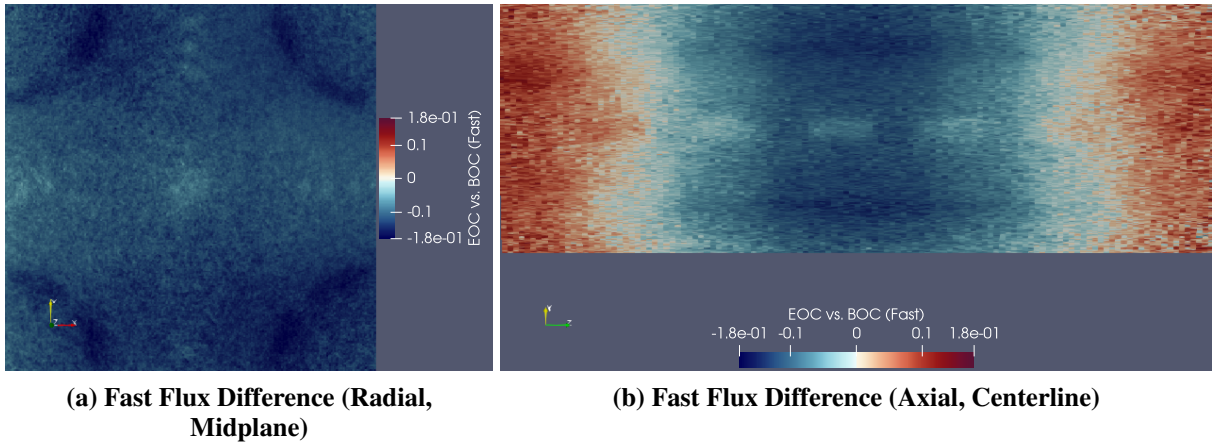 1.8e-01
0.1
0
-0.1
-1.8e-01
EOC vs. BOC (Fast)
Y
Z X
EOC vs. BOC (Fast)
-1.8e-01 -0.1 0 0.1 1.8e-01
Y
Z
(a) Fast Flux Difference (Radial,
Midplane)
(b) Fast Flux Difference (Axial, Centerline)